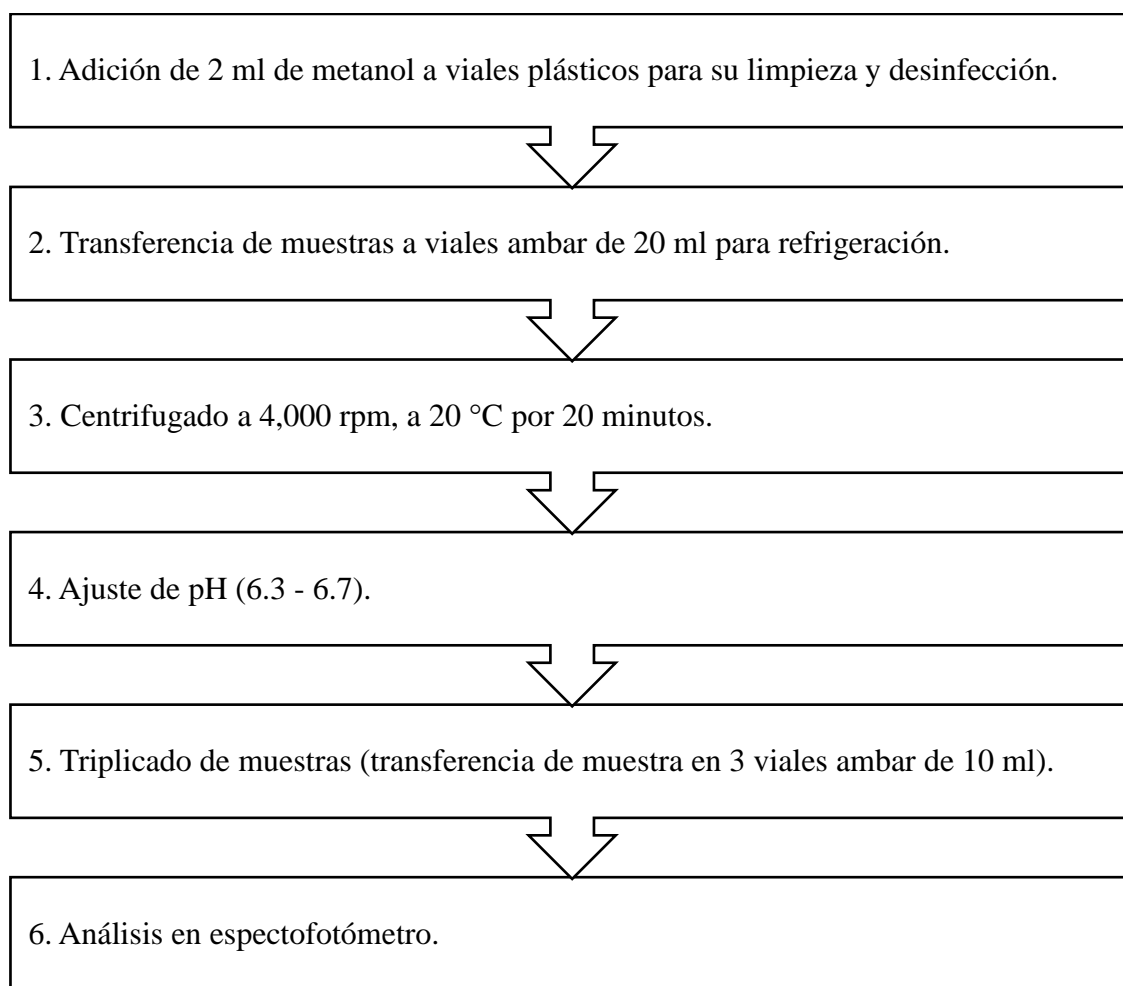 1. Adición de 2 ml de metanol a viales plásticos para su limpieza y desinfección.
2. Transferencia de muestras a viales ambar de 20 ml para refrigeración.
3. Centrifugado a 4,000 rpm, a 20 °C por 20 minutos.
4. Ajuste de pH (6.3 - 6.7).
5. Triplicado de muestras (transferencia de muestra en 3 viales ambar de 10 ml).
6. Análisis en espectofotómetro.